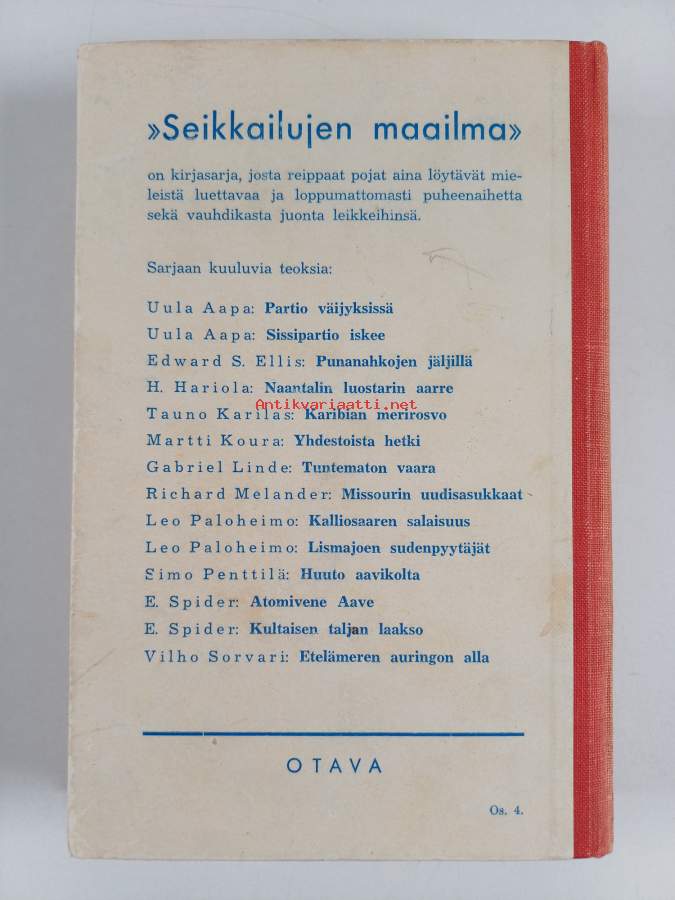 »Seikkailujen maailma»
on kirjasarja, josta reippaat pojat aina löytävät mie-
leistä luettavaa ja loppumattomasti puheenaihetta
sekä vauhdikasta juonta leikkeihinsä.
Sarjaan kuuluvia teoksia:
Uula Aapa: Partio väijyksissä
Uula Aapa: Sissipartio iskee
Edward S. Ellis: Punanahkojen jäljillä
H. Hariola: Naantalin luostarin aarre
Antikvariaatti.net
Tauno Karilas: Karibian merirosvo
Martti Koura: Yhdestoista hetki
Gabriel Linde: Tuntematon vaara
Richard Melander: Missourin uudisasukkaat
Leo Paloheimo: Kalliosaaren salaisuus
Leo Paloheimo: Lismajoen sudenpyytäjät
Simo Penttilä: Huuto aavikolta
E. Spider: Atomivene Aave
E. Spider: Kultaisen taljan laakso
Vilho Sorvari: Etelämeren auringon alla
OTAVA
Os. 4.